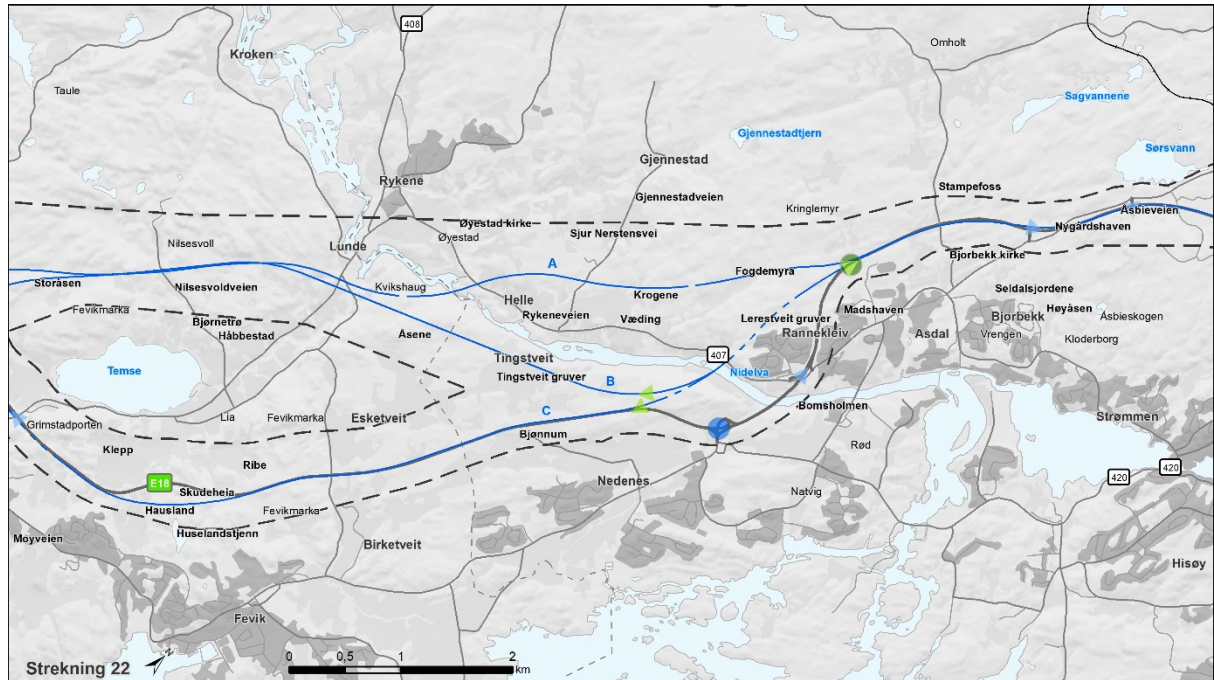 408
Kroken
Omholt
Taule
Sagvannene
Gjennestadtjern
Sørsvann
Gjennestad
Rykene
Stampefoss
Gjennestadveien
Kringlemyr
Åsbieveien
Øyestad kirke
Nygårdshaven
Sjur Nerstensvei
Nilsesvoll
Øyestad
Lunde
Bjorbekk kirke
A
Fogdemyra
Storåsen
Nilsesvoldveien
Kvikshaug
Krogene
Seldalsjordene
Helle
Fevikmarka
Madshaven
Høyåsen
Rykeneveien
Væding
Lerestveit gruver
Bjorbekk
Åsbieskogen
Bjørnetrø
Håbbestad
Åsene
Rannekleiv
Asdal
Vrengen
Kloderborg
407
Tingstveit
Temse
Tingstveit gruver
B
Nidelva
C
Bomsholmen
Lia
Fevikmarka
Esketveit
Strømmen
Grimstadporten
Bjønnum
Klepp
Rød
Ribe
420
420
E18
Nedenes
Skudeheia
Natvig
Hausland
Fevikmarka
Huselandstjenn
Moyveien
Birketveit
Hisøy
Fevik
N
0
0,5
1
2
km
Strekning 22